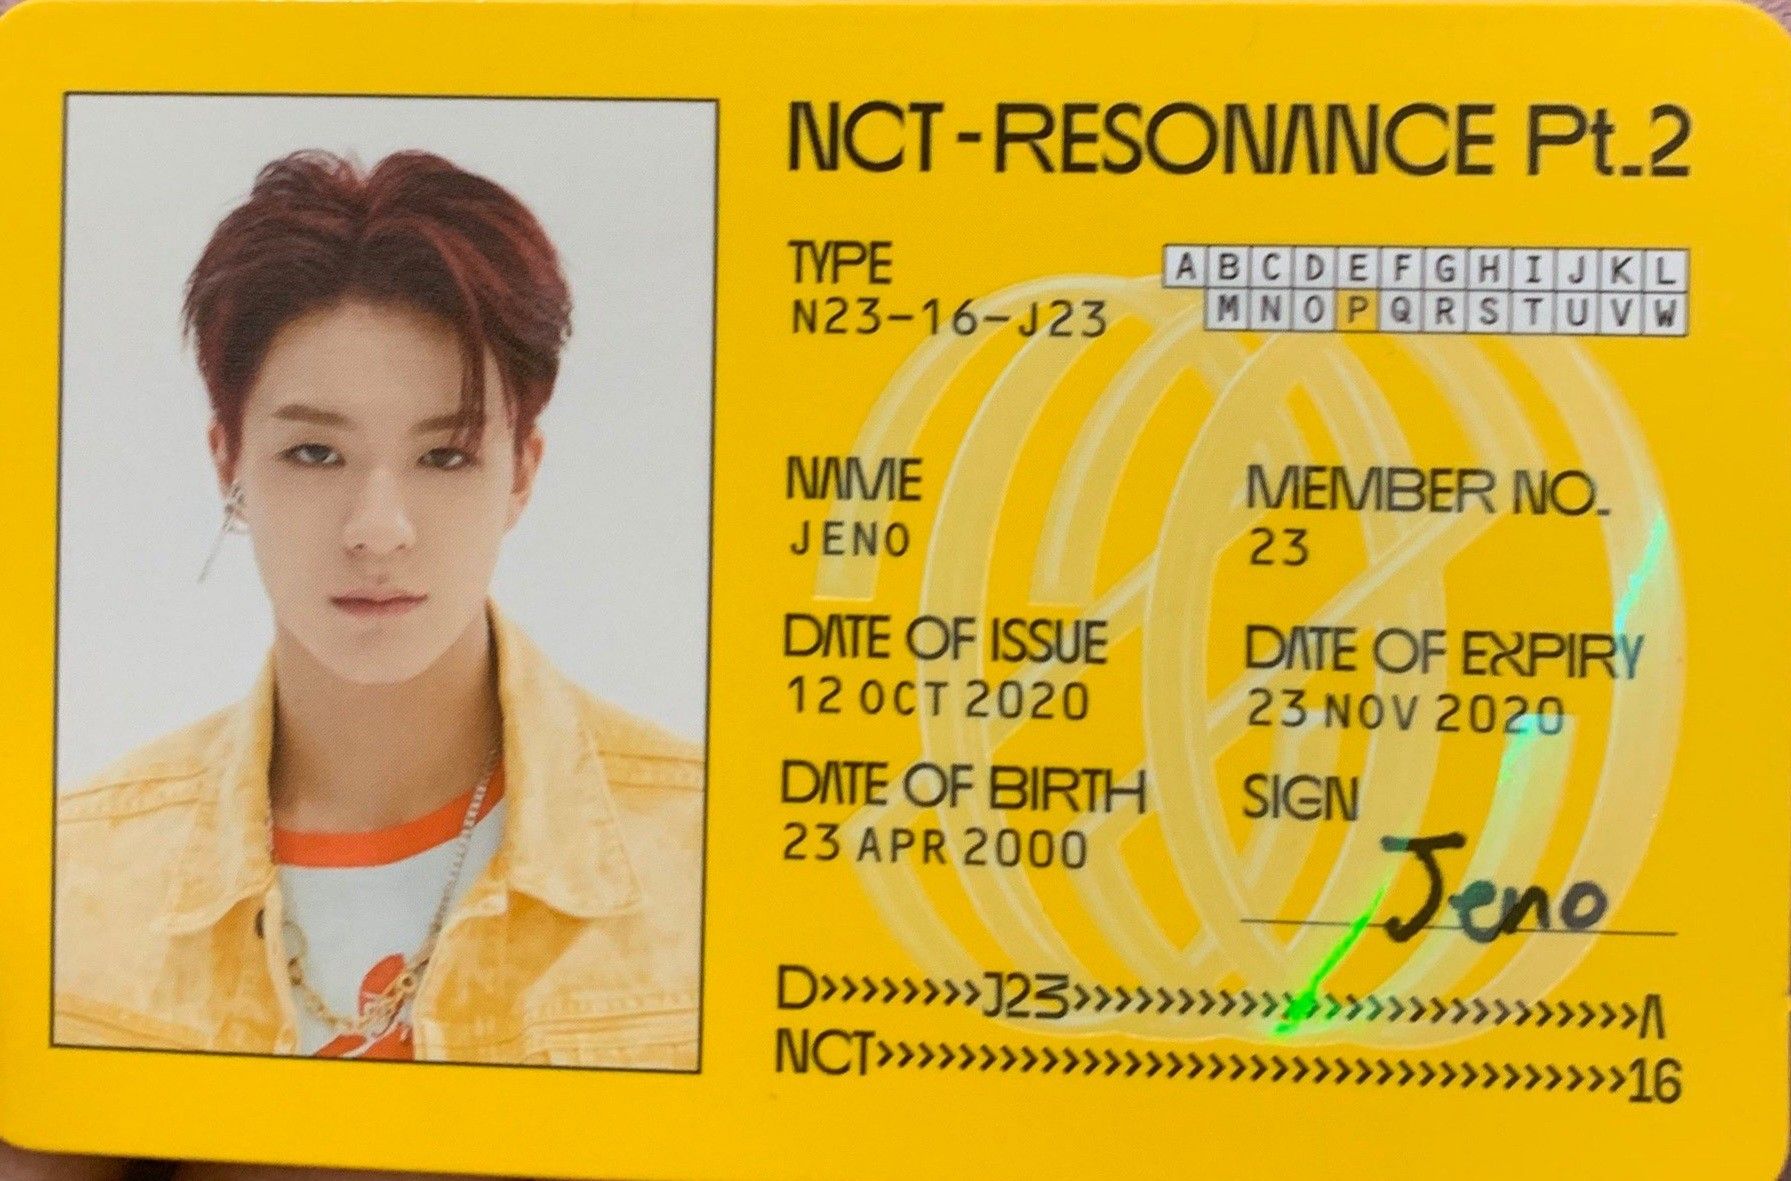 NCT-RESONANCE Pt.2
TYPE
N23-16-J23
A B C D E F G H I J K L
M N O P Q R S T U V W
NAME
JENO
MEMBER NO.
23
DATE OF ISSUE
12 OCT 2020
DATE OF EXPIRY
23 NOV 2020
DATE OF BIRTH
23 APR 2000
SIGN
Jeno
D>>>>>>>>>J23>>>>>>>>>>>>>>>>>>>>>>>>>>>>>>A
NCT>>>>>>>>>>>>>>>>>>>>>>>>>>>>>>>>>>>>>>>16